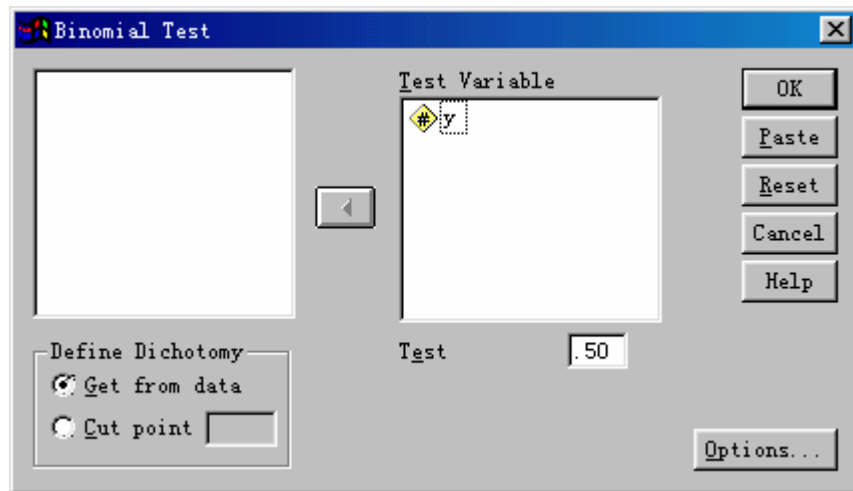 Binomial Test
Test Variable
# y
OK
Paste
Reset
Cancel
Help
Define Dichotomy
Get from data
Cut point
Test .50
Options...